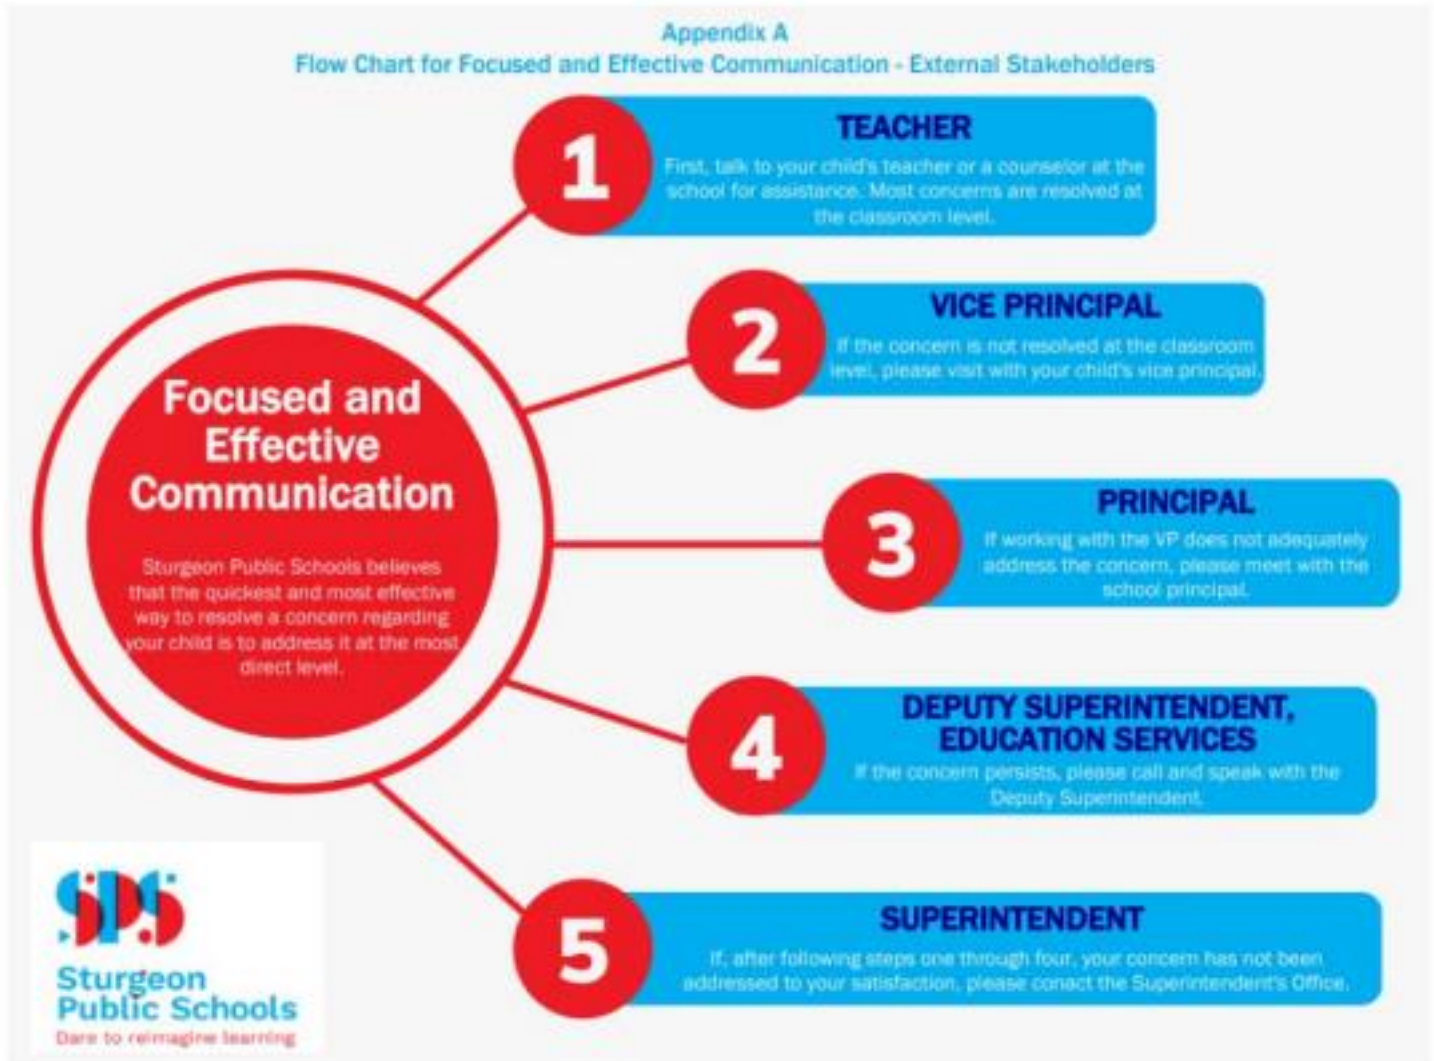 Appendix A
Flow Chart for Focused and Effective Communication - External Stakeholders
1
TEACHER
First, talk to your child's teacher or a counselor at the
school for assistance. Most concerns are resolved at
the classroom level.
2
VICE PRINCIPAL
If the concern is not resolved at the classroom
level, please visit with your child's vice principal.
Focused and
Effective
Communication
Sturgeon Public Schools believes
that the quickest and most effective
way to resolve a concern regarding
your child is to address it at the most
direct level.
3
PRINCIPAL
If working with the VP does not adequately
address the concern, please meet with the
school principal.
4
DEPUTY SUPERINTENDENT,
EDUCATION SERVICES
If the concern persists, please call and speak with the
Deputy Superintendent.
5
SUPERINTENDENT
If, after following steps one through four, your concern has not been
addressed to your satisfaction, please conact the Superintendent's Office.
SPS
Sturgeon
Public Schools
Dare to reimagine learning